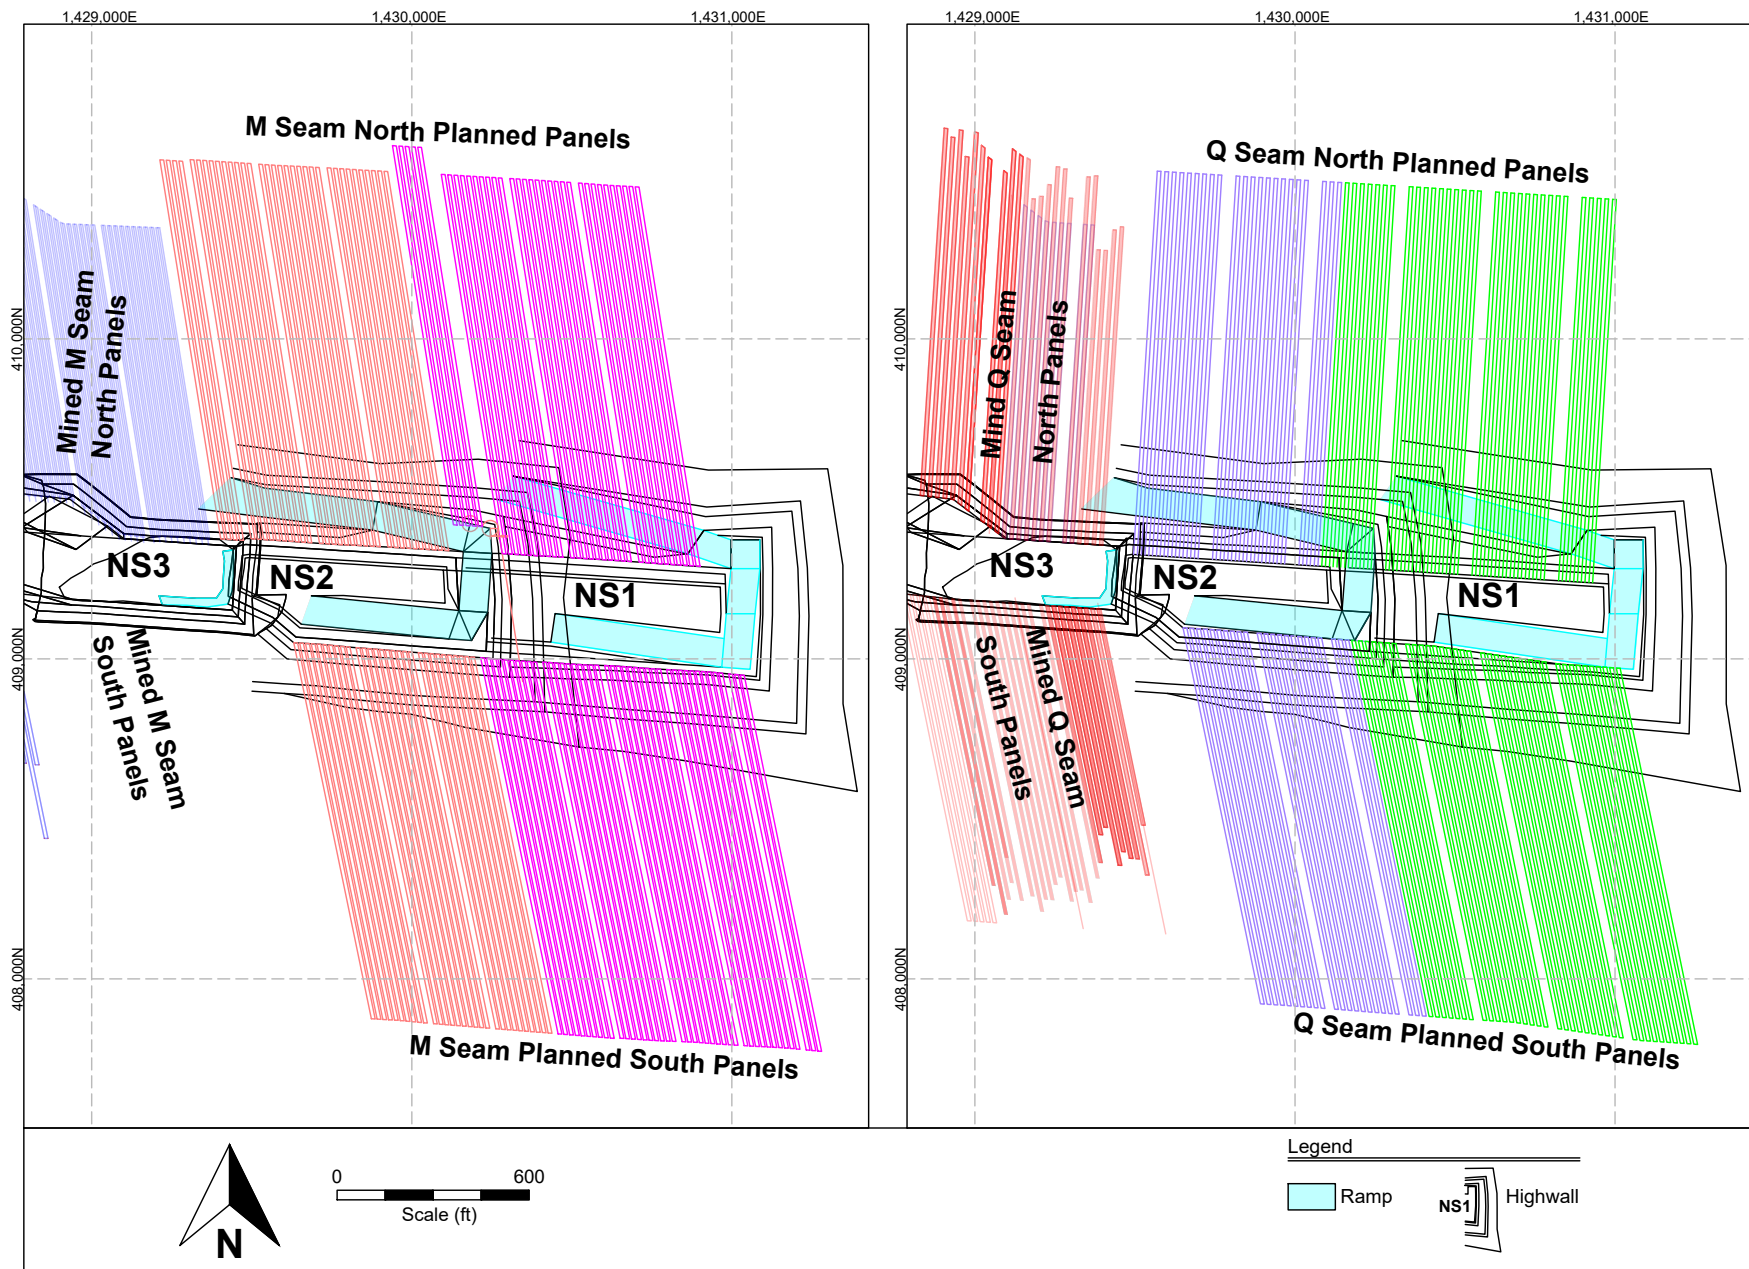 1,429,000E 1,430,000E 1,431,000E
1,429,000E 1,430,000E 1,431,000E
M Seam North Planned Panels
Q Seam North Planned Panels
410,000N
Mined M Seam
North Panels
410,000N
Mind Q Seam
North Panels
NS3
NS2
NS1
NS3
NS2
NS1
409,000N
Mined M Seam
South Panels
409,000N
Mined Q Seam
South Panels
408,000N
408,000N
M Seam Planned South Panels
Q Seam Planned South Panels
N
0 600
Scale (ft)
Legend
Ramp
NS1
Highwall